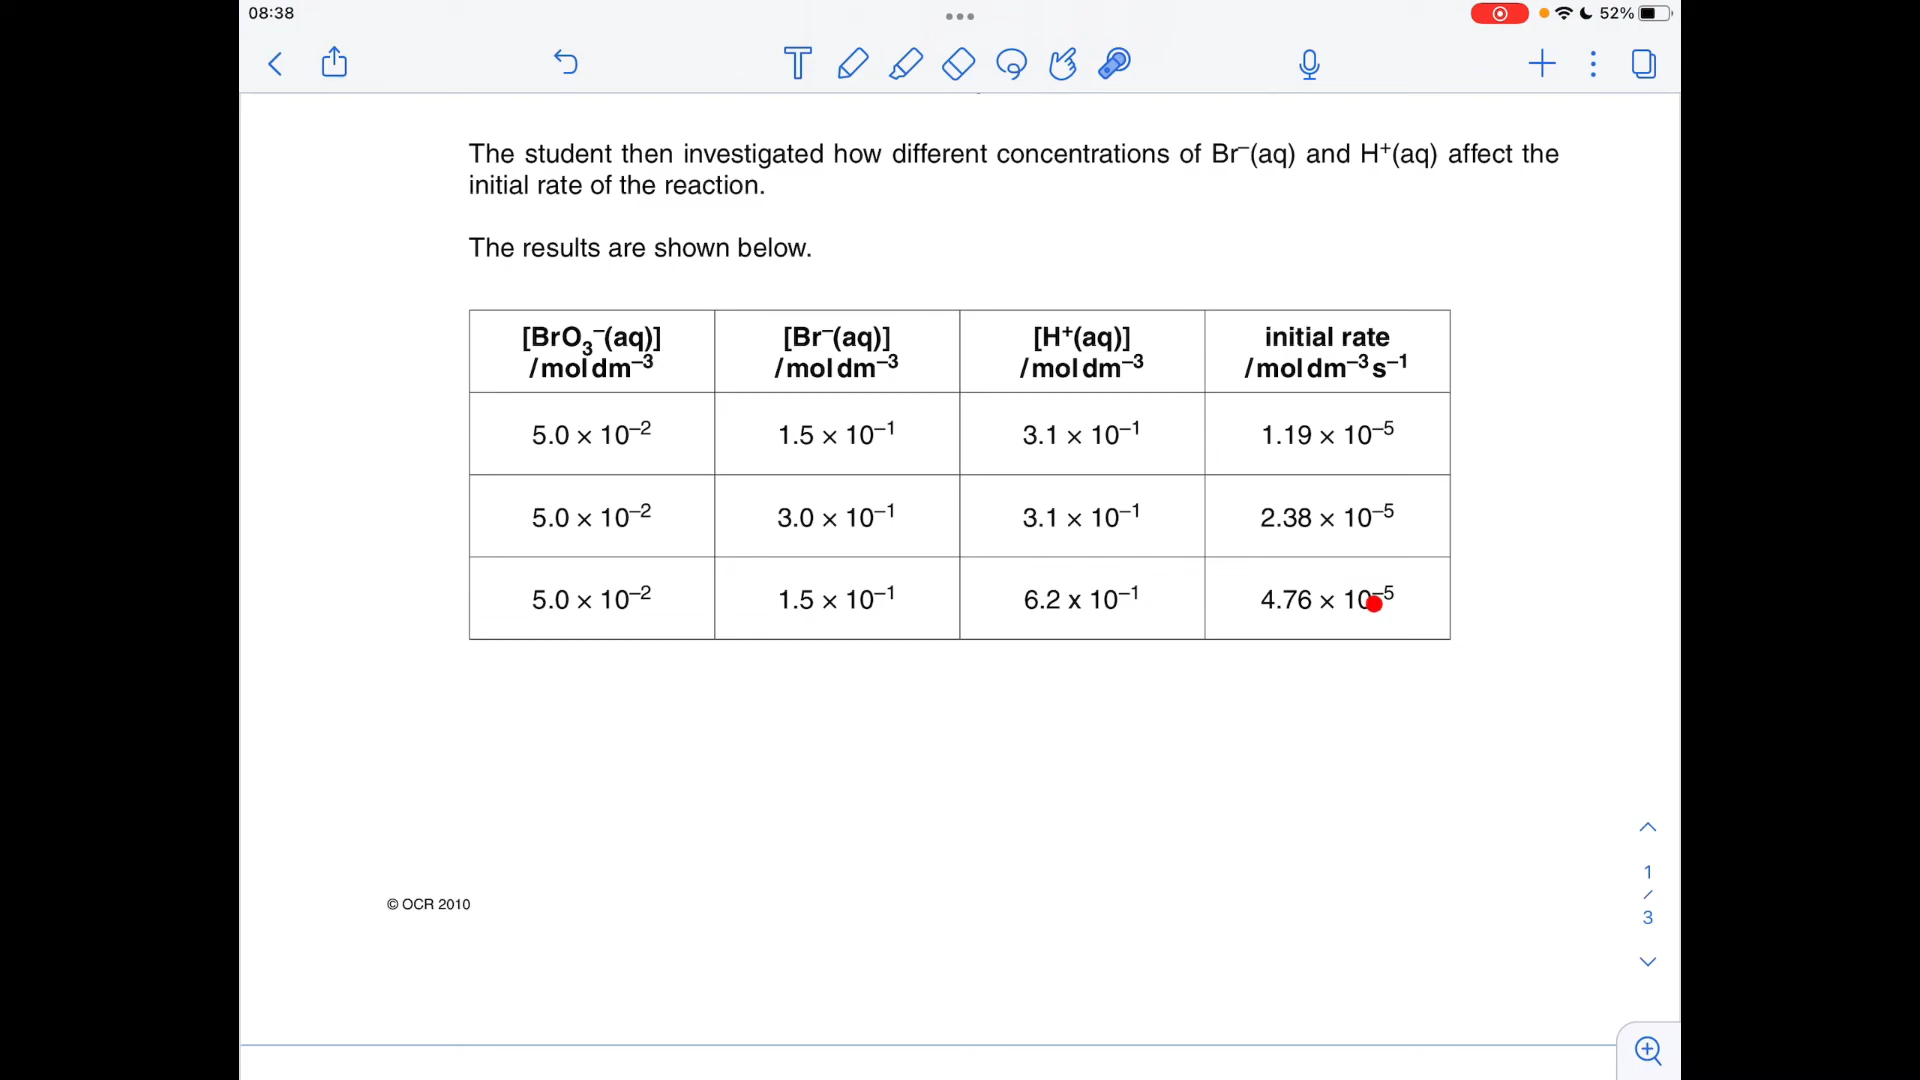 08:38
52%
The student then investigated how different concentrations of Br⁻(aq) and H⁺(aq) affect the
initial rate of the reaction.
The results are shown below.
[BrO₃⁻(aq)] /mol dm⁻³ [Br⁻(aq)] /mol dm⁻³ [H⁺(aq)] /mol dm⁻³ initial rate /mol dm⁻³ s⁻¹
5.0 × 10⁻² 1.5 × 10⁻¹ 3.1 × 10⁻¹ 1.19 × 10⁻⁵
5.0 × 10⁻² 3.0 × 10⁻¹ 3.1 × 10⁻¹ 2.38 × 10⁻⁵
5.0 × 10⁻² 1.5 × 10⁻¹ 6.2 x 10⁻¹ 4.76 × 10⁻⁵
© OCR 2010
1
/
3